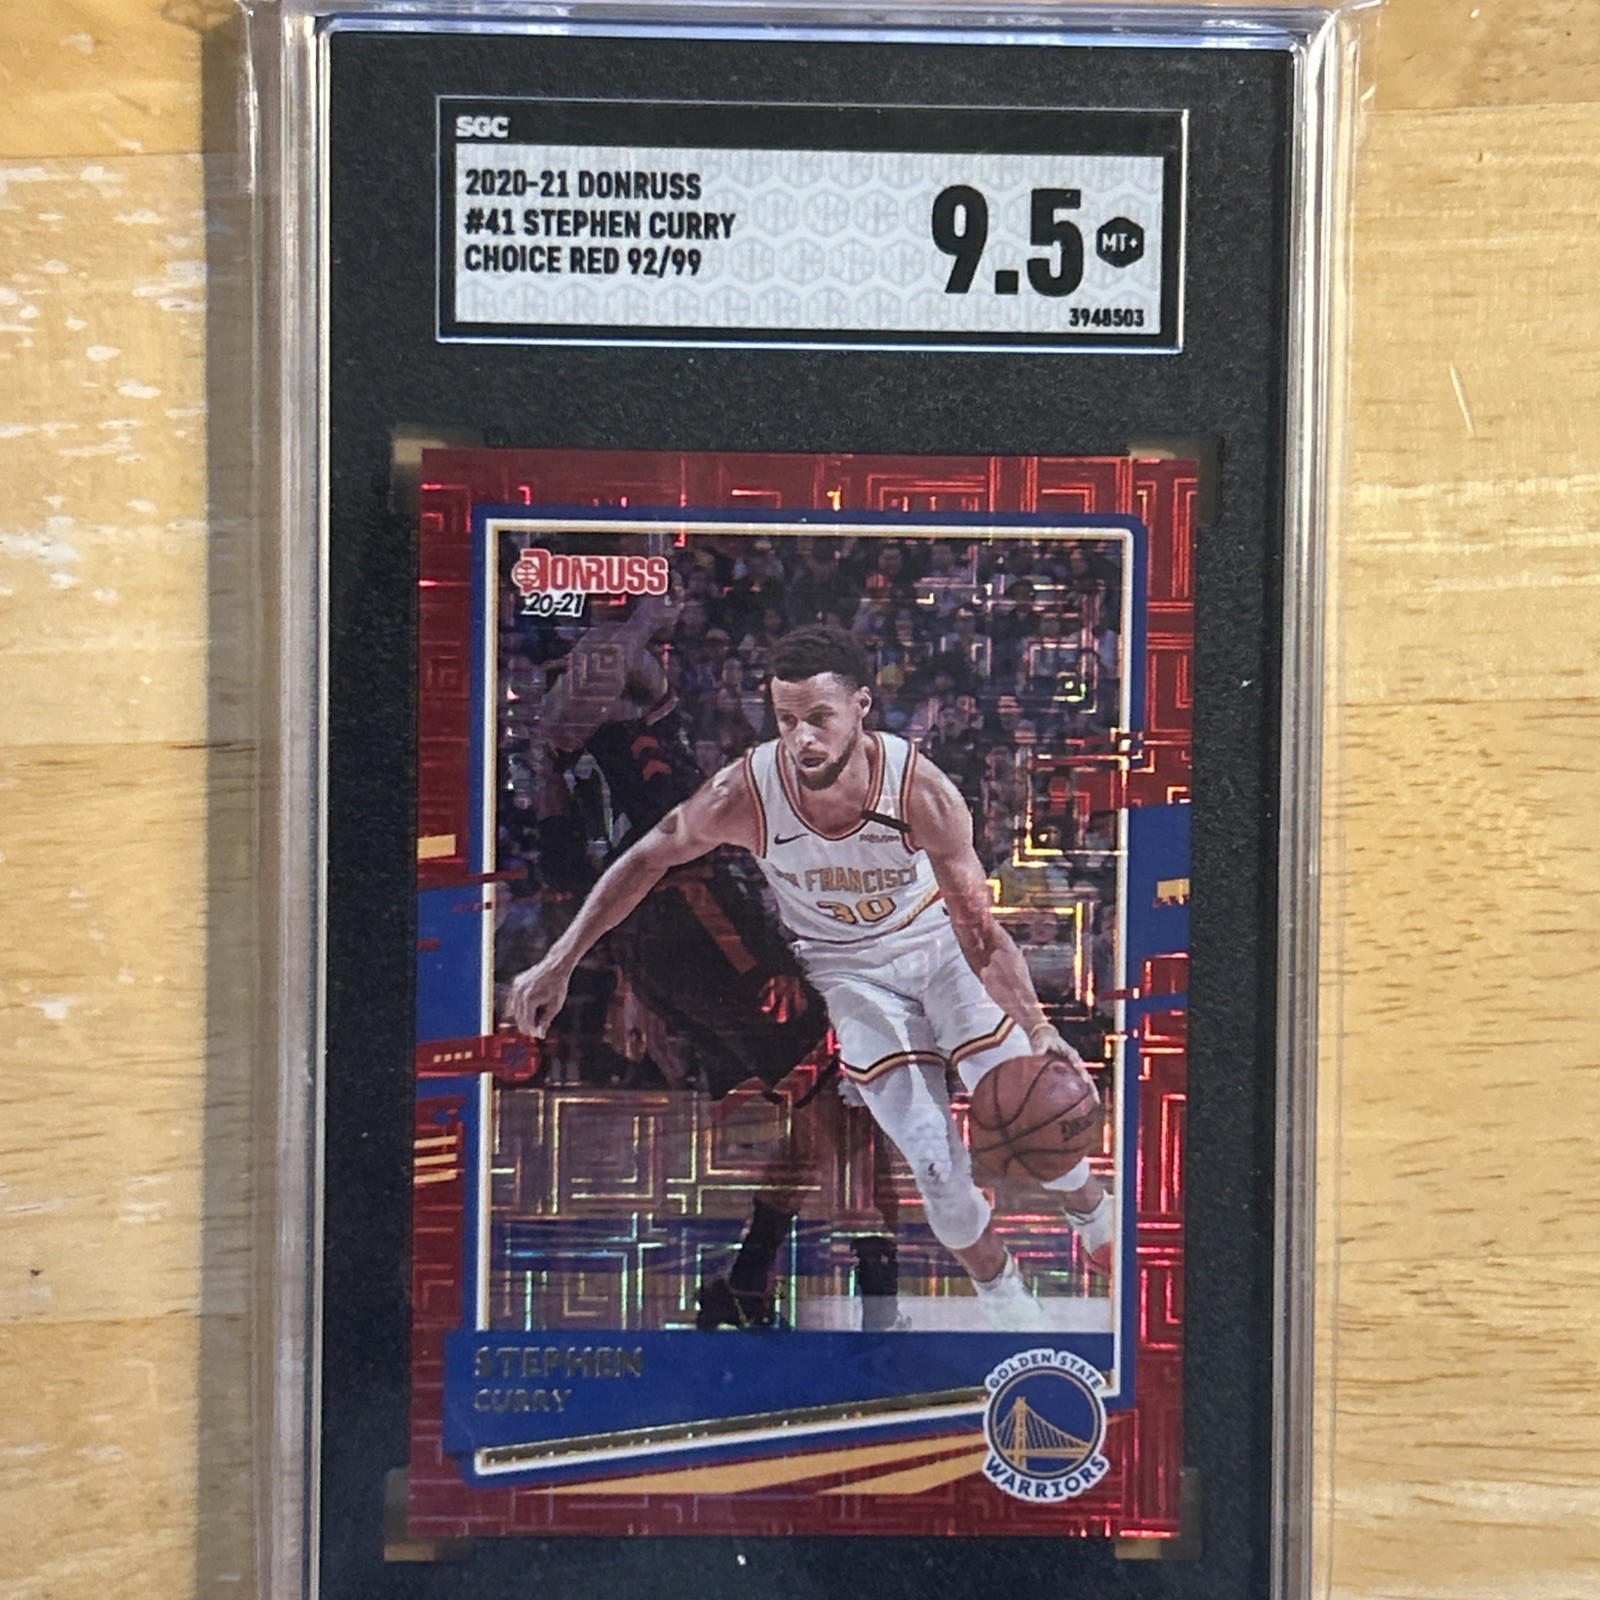 SGC
2020-21 DONRUSS
#41 STEPHEN CURRY
CHOICE RED 92/99
9.5 MT+
3948503
DONRUSS
20-21
FRANCISCO
30
STEPHEN
CURRY
GOLDEN STATE
WARRIORS